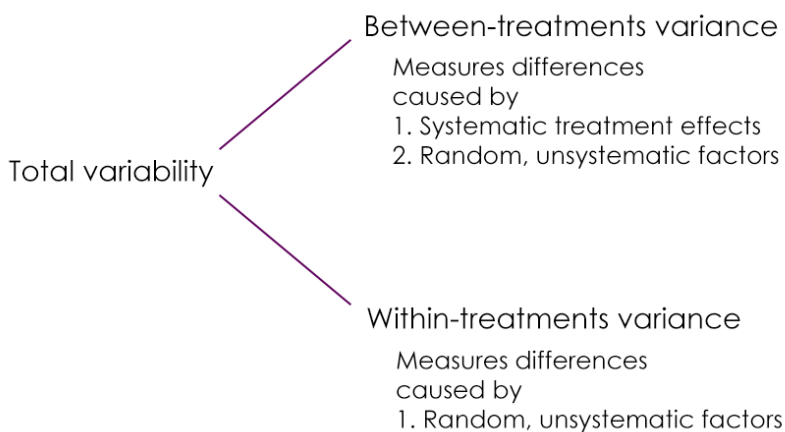 Between-treatments variance
Measures differences
caused by
1. Systematic treatment effects
2. Random, unsystematic factors
Total variability
Within-treatments variance
Measures differences
caused by
1. Random, unsystematic factors